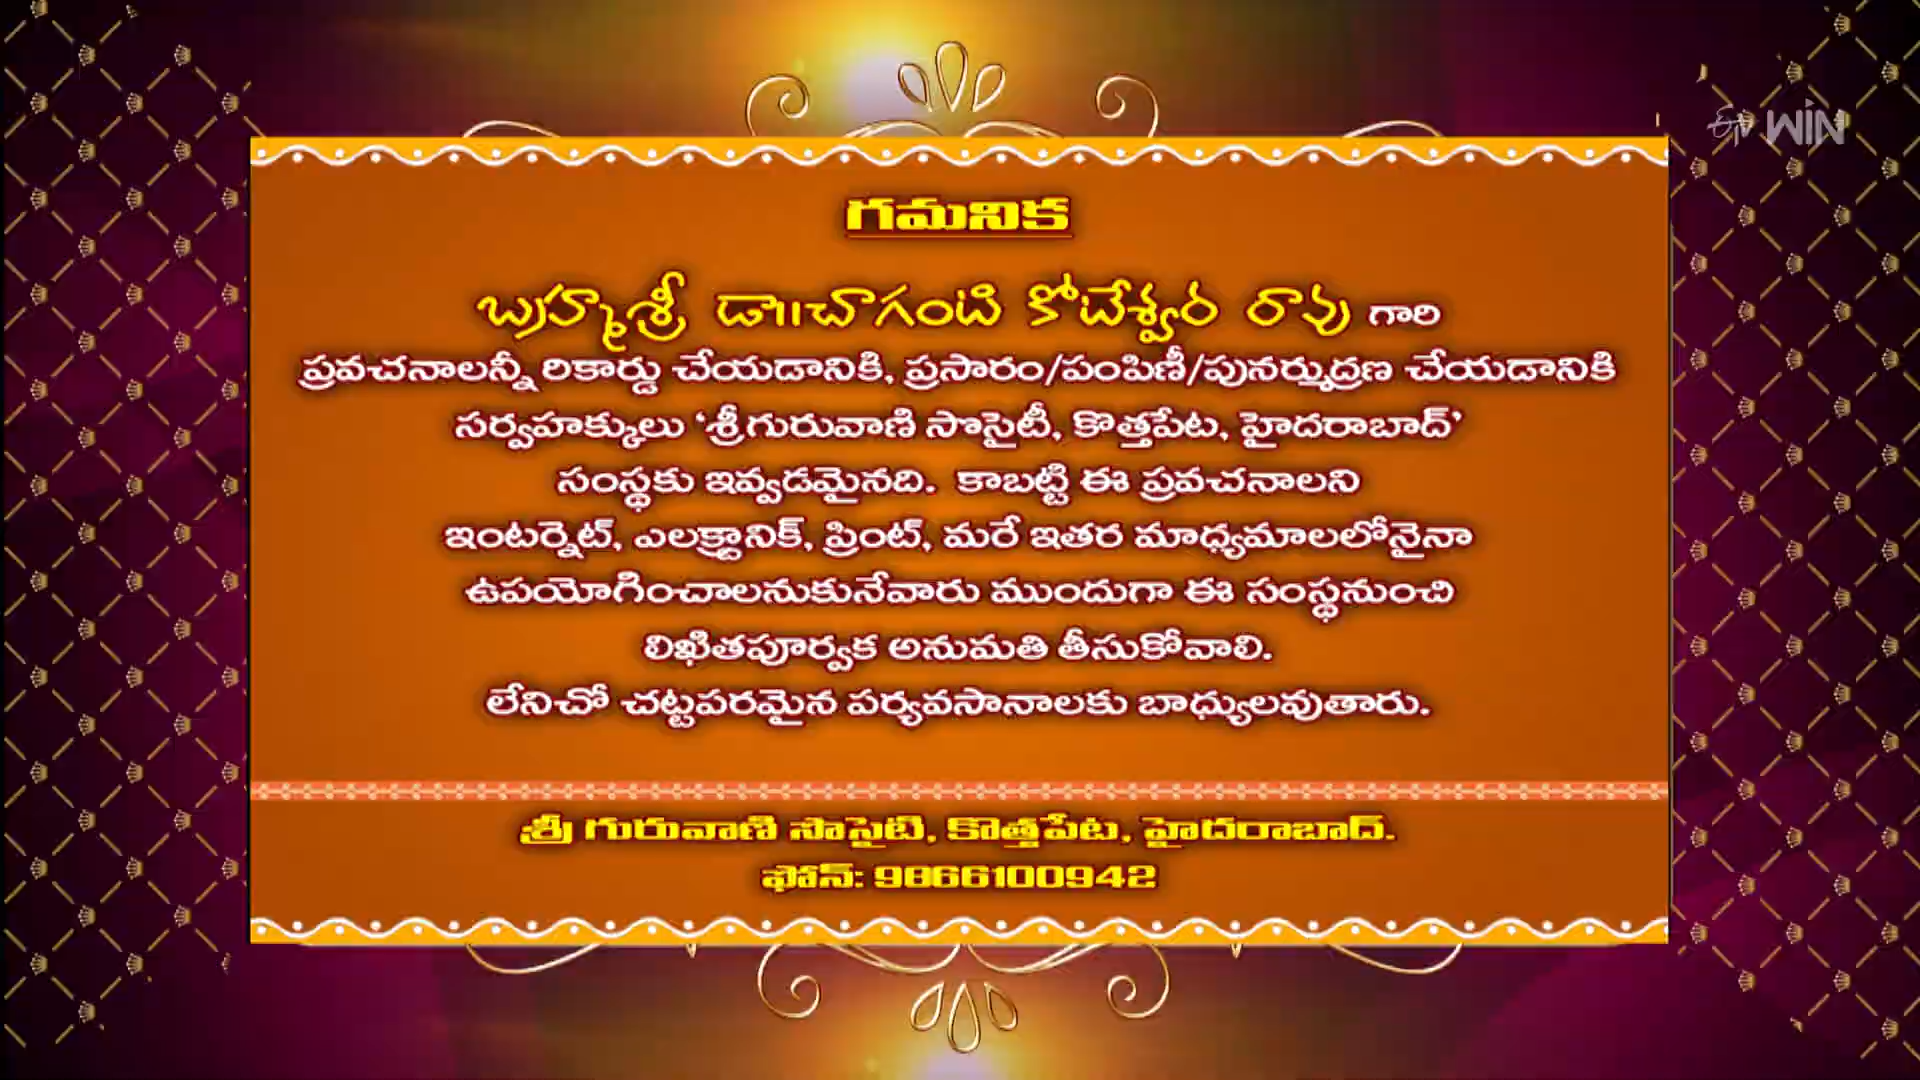 ఈటీవీ WIN
గమనిక
బ్రహ్మశ్రీ డా॥చాగంటి కోటేశ్వర రావు గారి
ప్రవచనాలన్నీ రికార్డు చేయడానికి, ప్రసారం/పంపిణీ/పునర్ముద్రణ చేయడానికి
సర్వహక్కులు ‘శ్రీగురువాణి సొసైటీ, కొత్తపేట, హైదరాబాద్’
సంస్థకు ఇవ్వడమైనది. కాబట్టి ఈ ప్రవచనాలని
ఇంటర్నెట్, ఎలక్ట్రానిక్, ప్రింట్, మరే ఇతర మాధ్యమాలలోనైనా
ఉపయోగించాలనుకునేవారు ముందుగా ఈ సంస్థనుంచి
లిఖితపూర్వక అనుమతి తీసుకోవాలి.
లేనిచో చట్టపరమైన పర్యవసానాలకు బాధ్యులవుతారు.
శ్రీ గురువాణి సొసైటి, కొత్తపేట, హైదరాబాద్.
ఫోన్: 9866100942